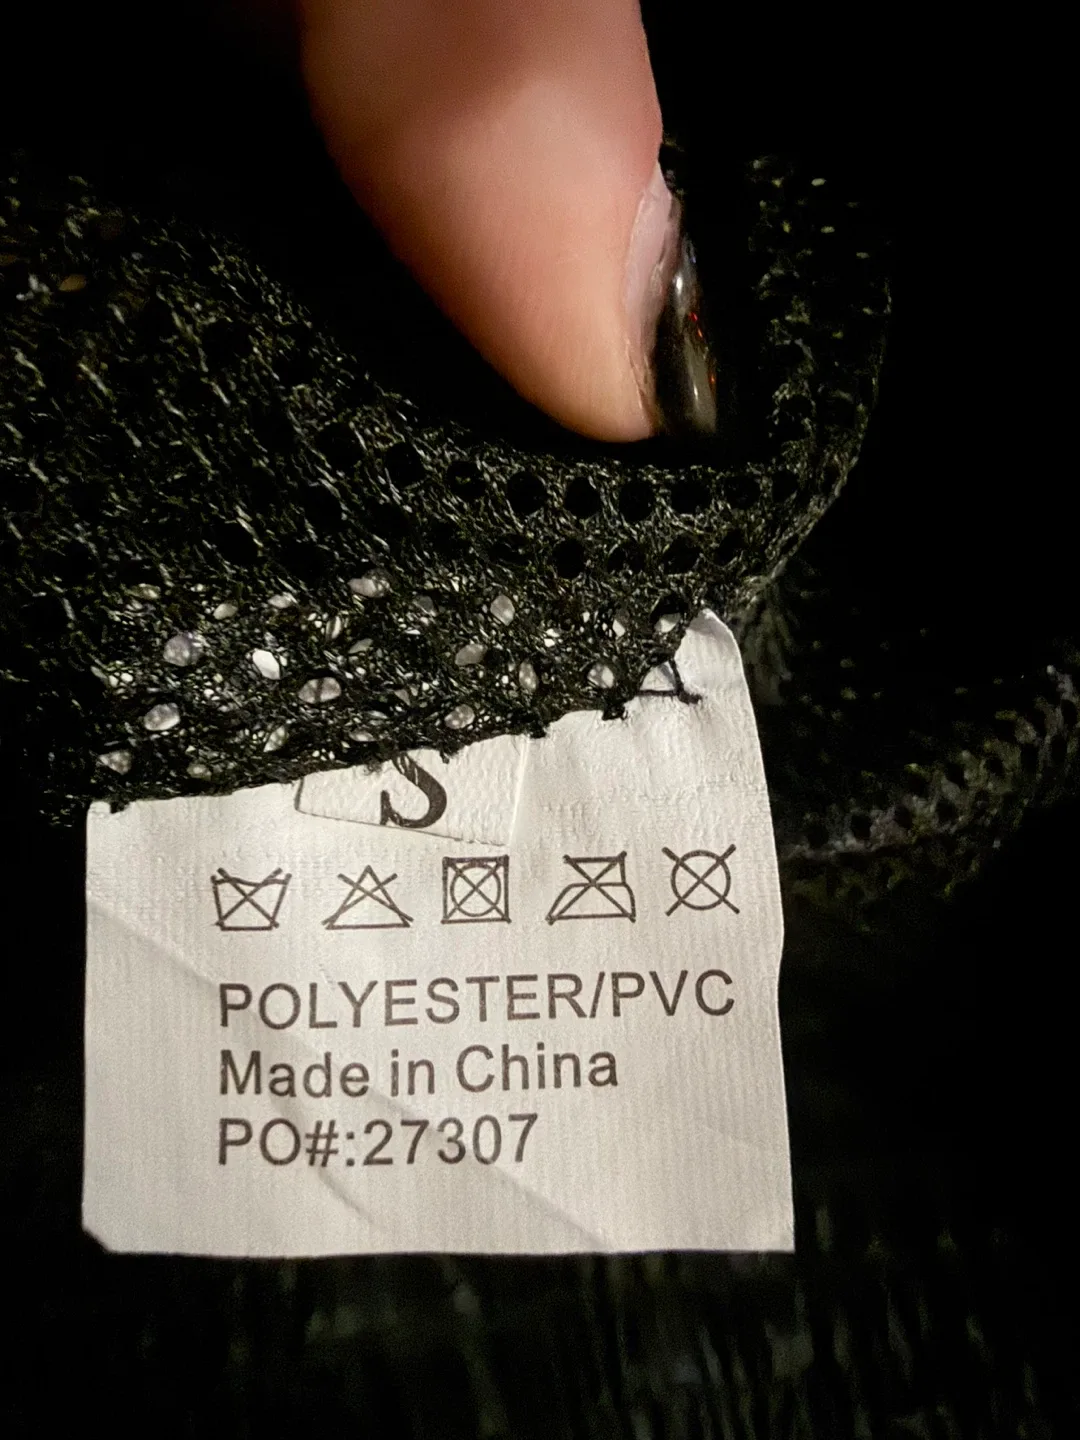 S
POLYESTER/PVC
Made in China
PO#:27307